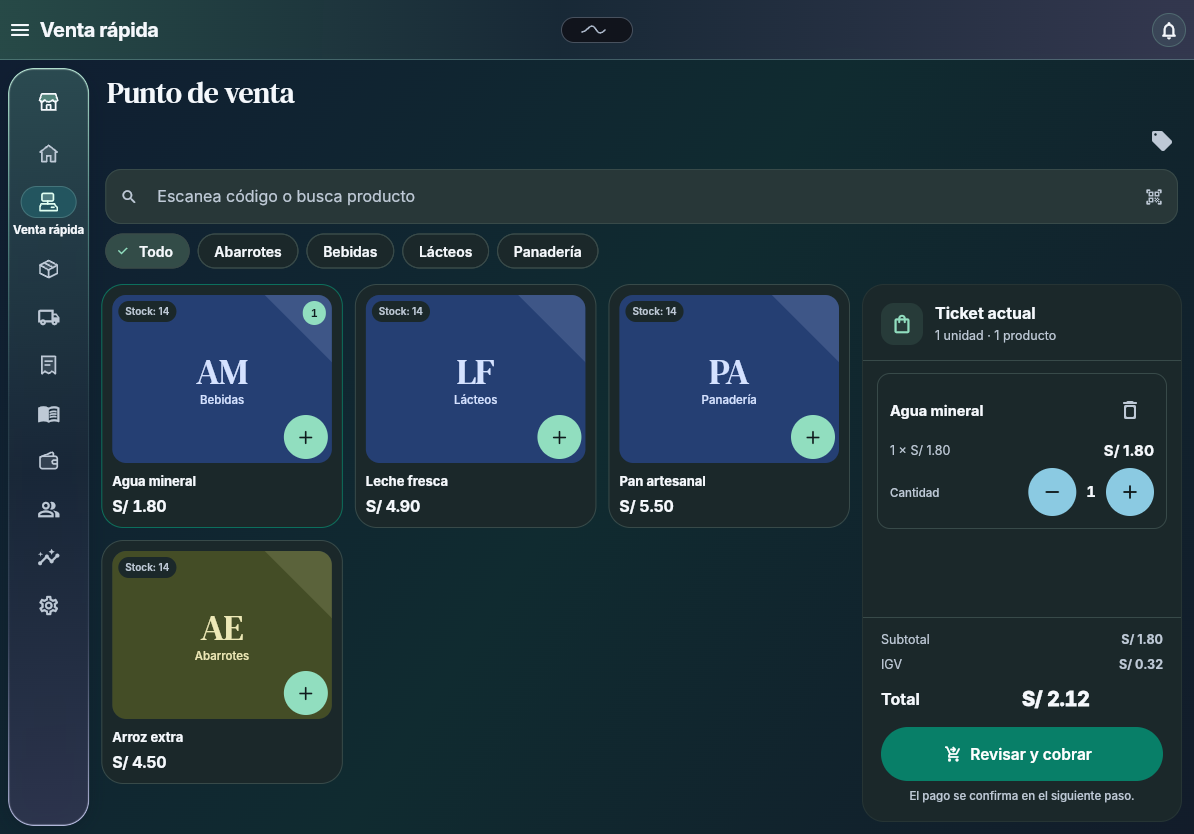 Venta rápida
Punto de venta
Venta rápida
Escanea código o busca producto
Todo
Abarrotes
Bebidas
Lácteos
Panadería
Stock: 14
1
AM
Bebidas
Agua mineral
S/ 1.80
Stock: 14
LF
Lácteos
Leche fresca
S/ 4.90
Stock: 14
PA
Panadería
Pan artesanal
S/ 5.50
Stock: 14
AE
Abarrotes
Arroz extra
S/ 4.50
Ticket actual
1 unidad · 1 producto
Agua mineral
1 × S/ 1.80 S/ 1.80
Cantidad 1
Subtotal S/ 1.80
IGV S/ 0.32
Total S/ 2.12
Revisar y cobrar
El pago se confirma en el siguiente paso.